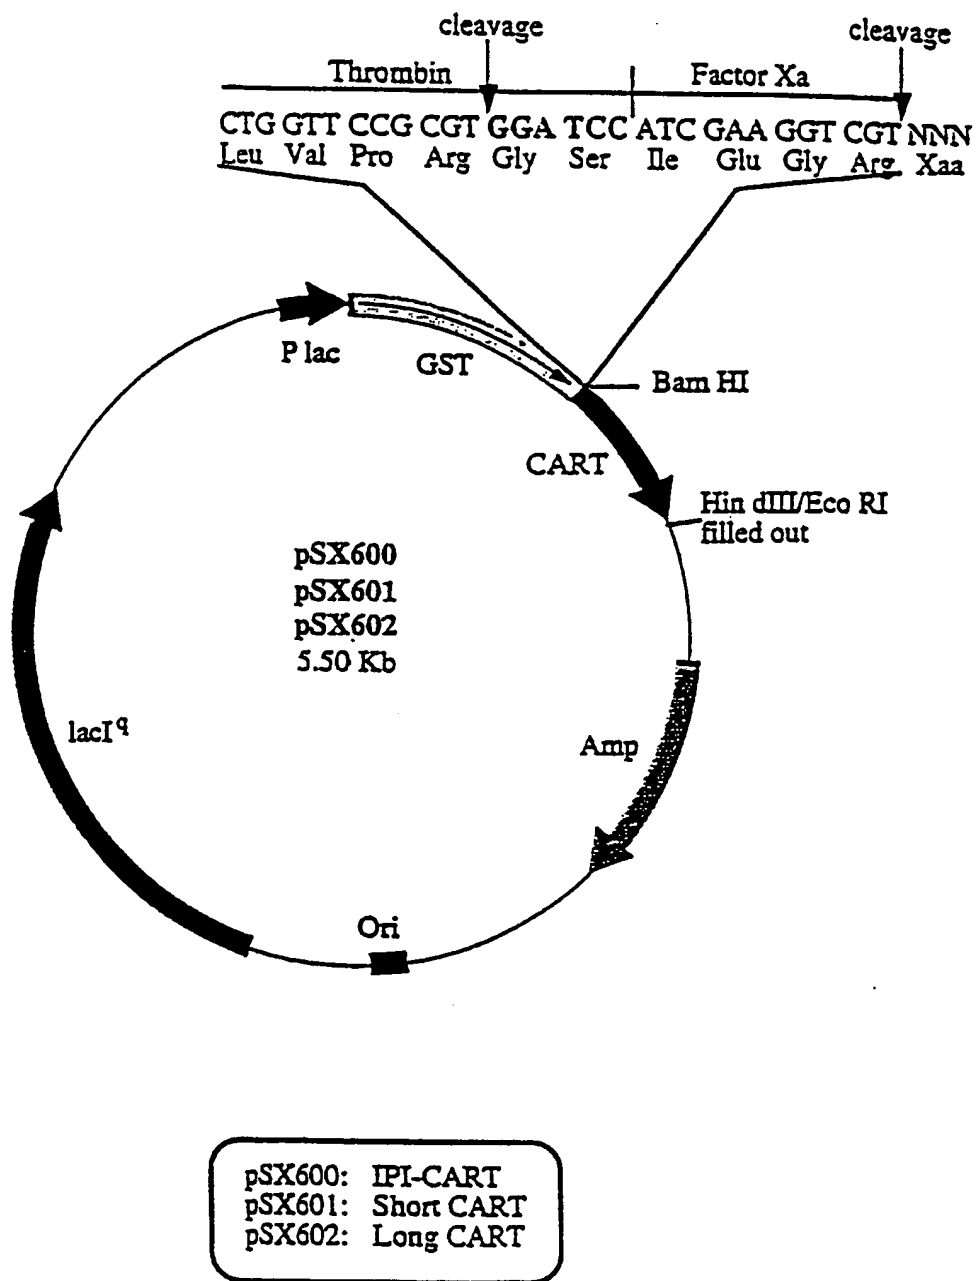 cleavage
cleavage
Thrombin
Factor Xa
CTG GTT CCG CGT GGA TCC ATC GAA GGT CGT NNN
Leu Val Pro Arg Gly Ser Ile Glu Gly Arg Xaa
P lac
GST
Bam HI
CART
Hin dIII/Eco RI
filled out
pSX600
pSX601
pSX602
5.50 Kb
lacI^q
Amp
Ori
pSX600: IPI-CART
pSX601: Short CART
pSX602: Long CART